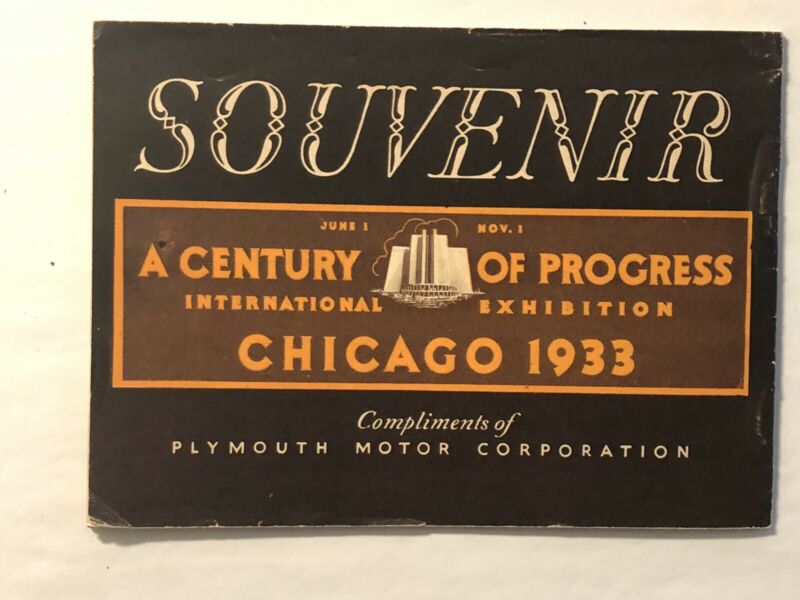 SOUVENIR
JUNE 1 NOV. 1
A CENTURY OF PROGRESS
INTERNATIONAL EXHIBITION
CHICAGO 1933
Compliments of
PLYMOUTH MOTOR CORPORATION